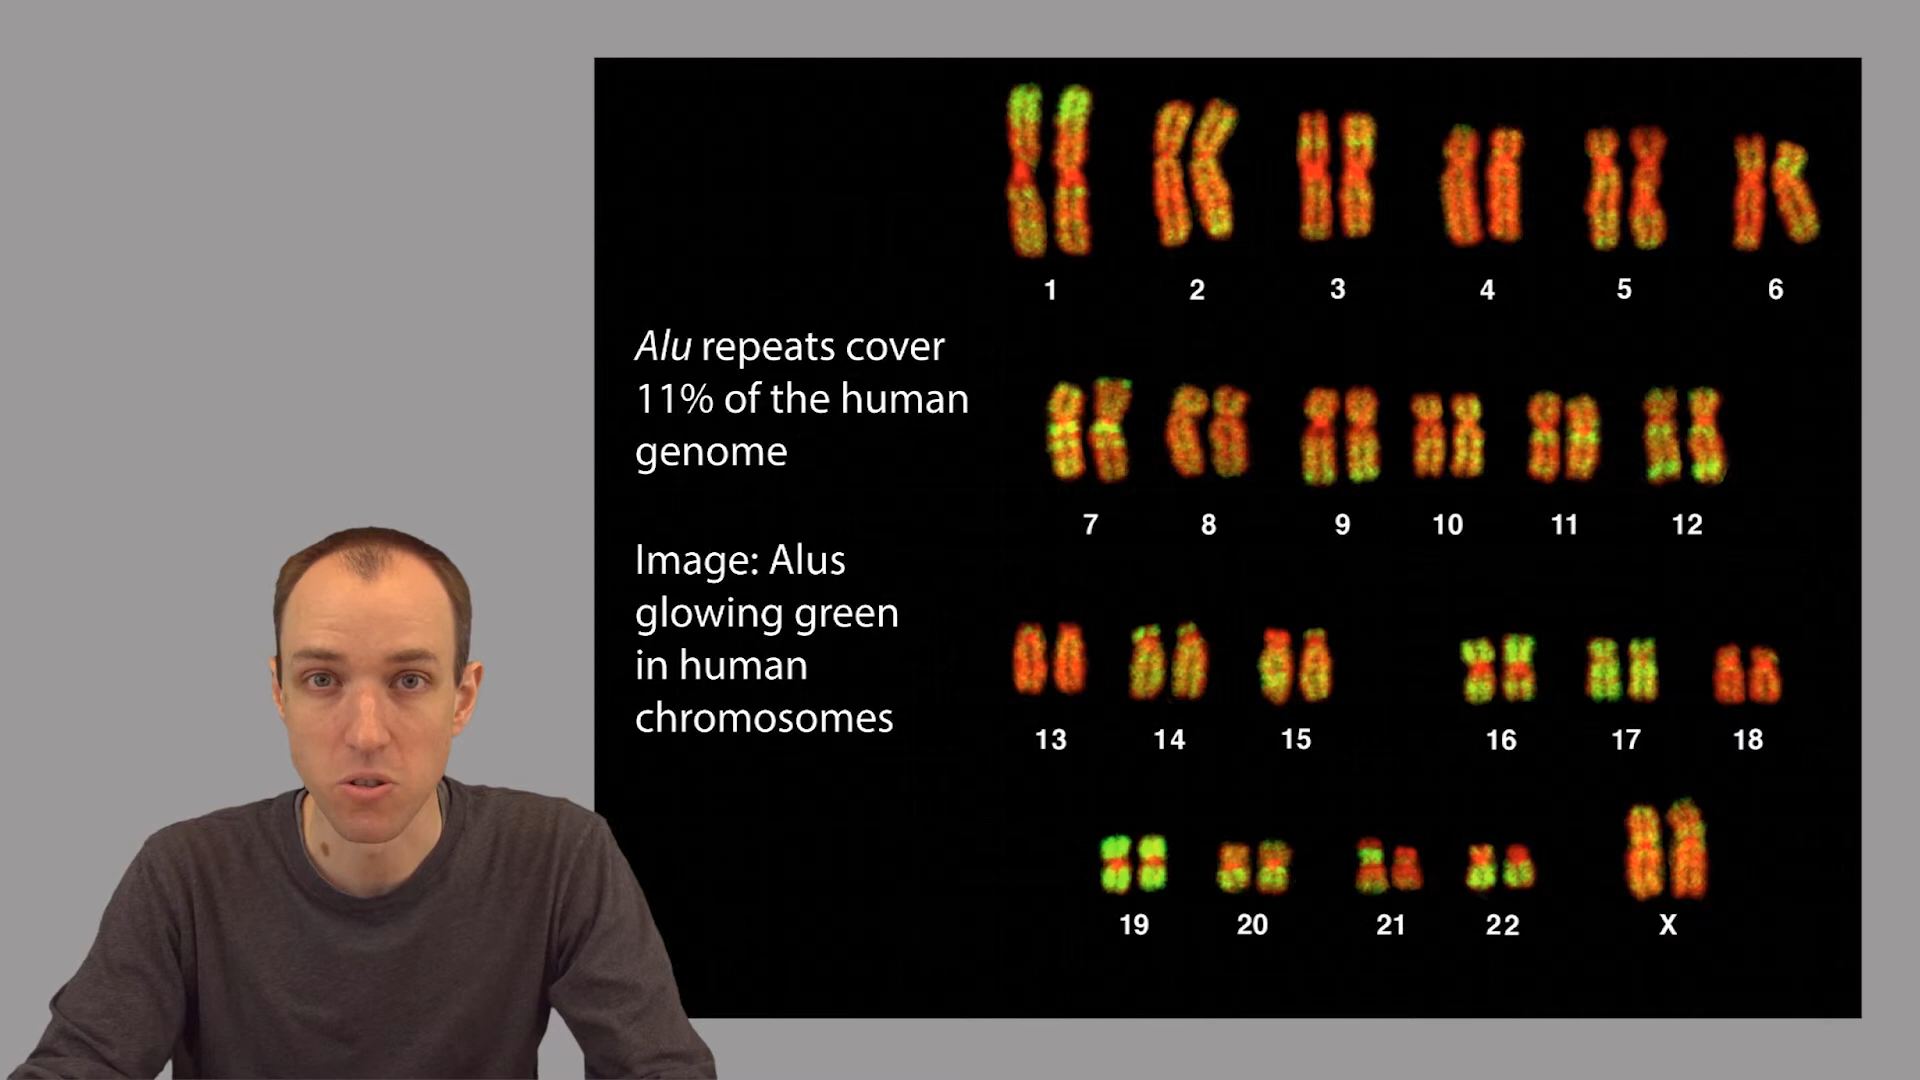 Alu repeats cover
11% of the human
genome
Image: Alus
glowing green
in human
chromosomes
1 2 3 4 5 6
7 8 9 10 11 12
13 14 15 16 17 18
19 20 21 22 X